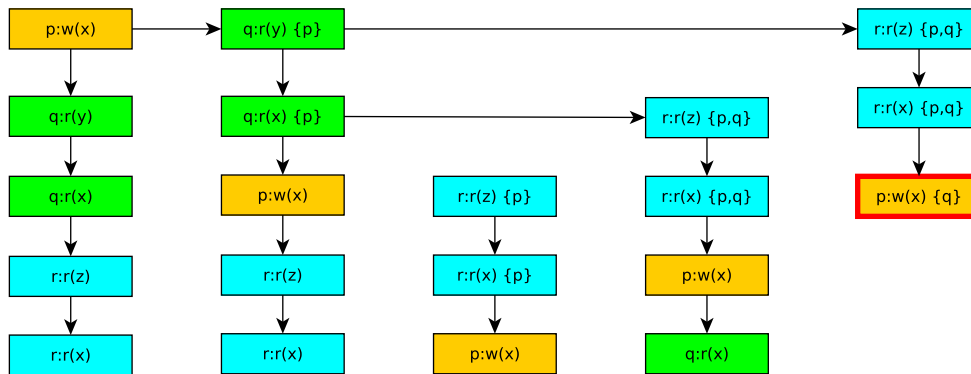 p:w(x)
q:r(y) {p}
r:r(z) {p,q}
q:r(y)
q:r(x) {p}
r:r(z) {p,q}
r:r(x) {p,q}
q:r(x)
p:w(x)
r:r(z) {p}
r:r(x) {p,q}
p:w(x) {q}
r:r(z)
r:r(z)
r:r(x) {p}
p:w(x)
r:r(x)
r:r(x)
p:w(x)
q:r(x)